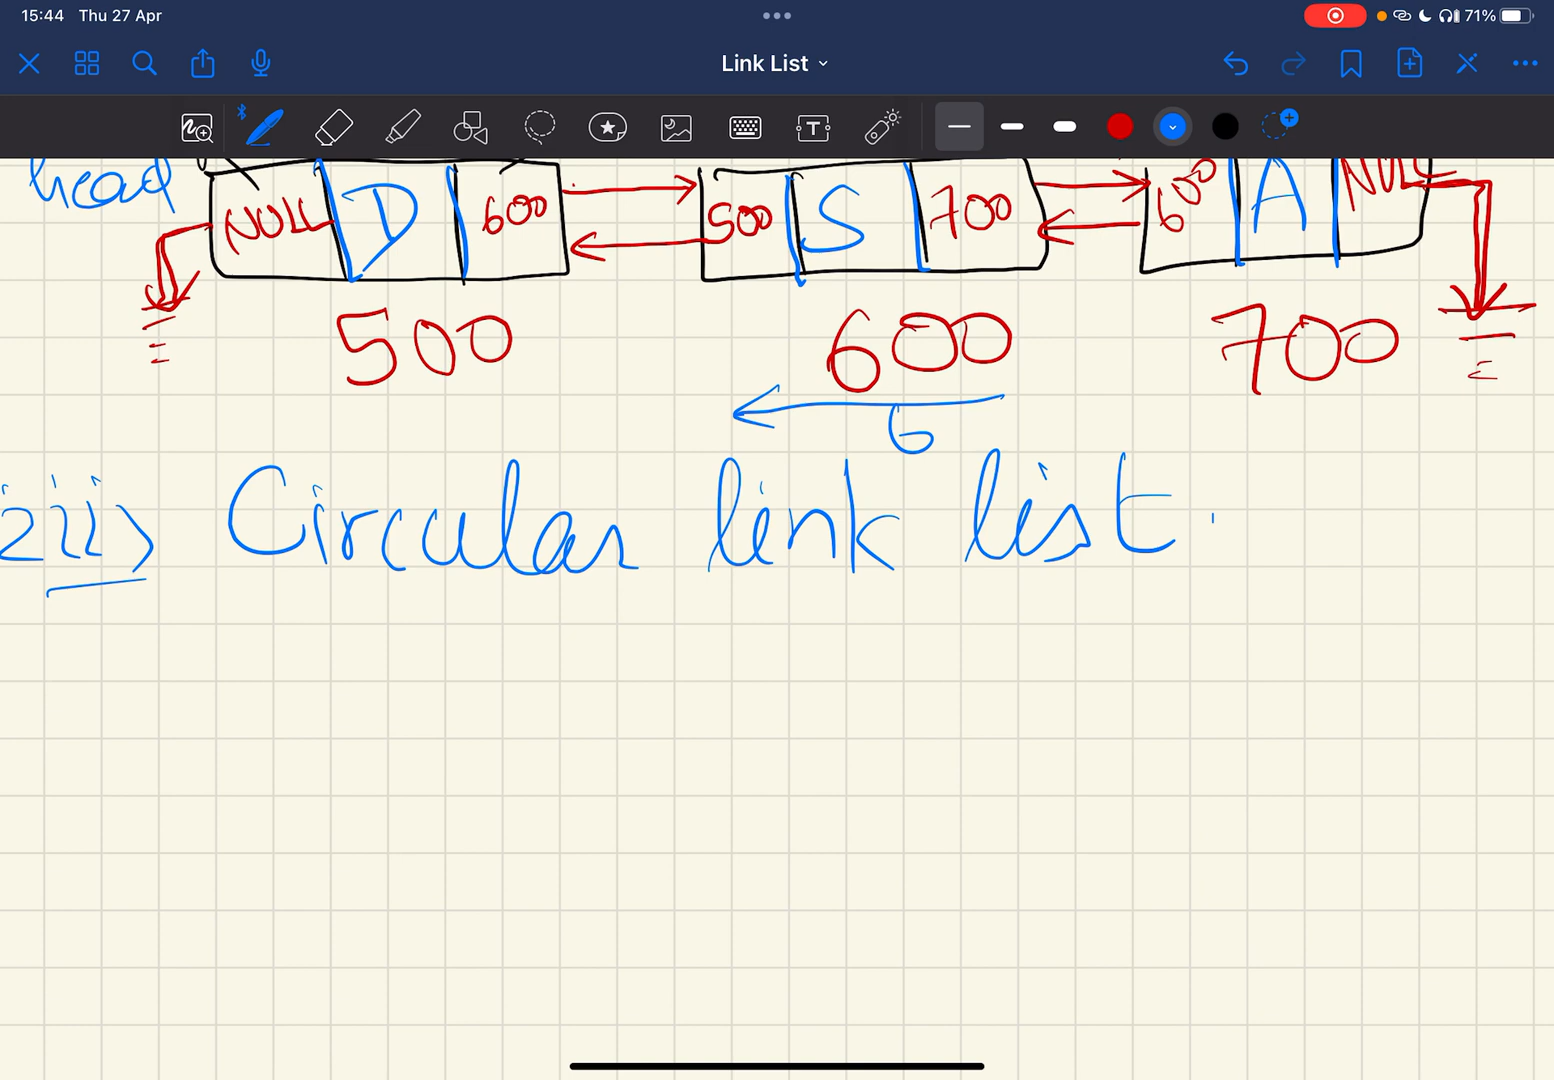 15:44 Thu 27 Apr 71%
Link List
T
head NULL D 600 500 S 700 600 A NULL
500 600 700
6
iii> Circular link list